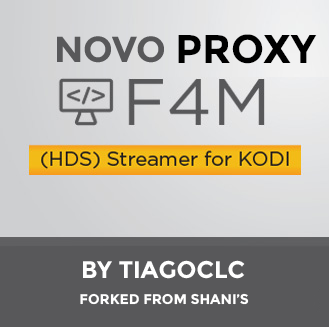 NOVO PROXY
</> F4M
(HDS) Streamer for KODI
BY TIAGOCLC
FORKED FROM SHANI'S